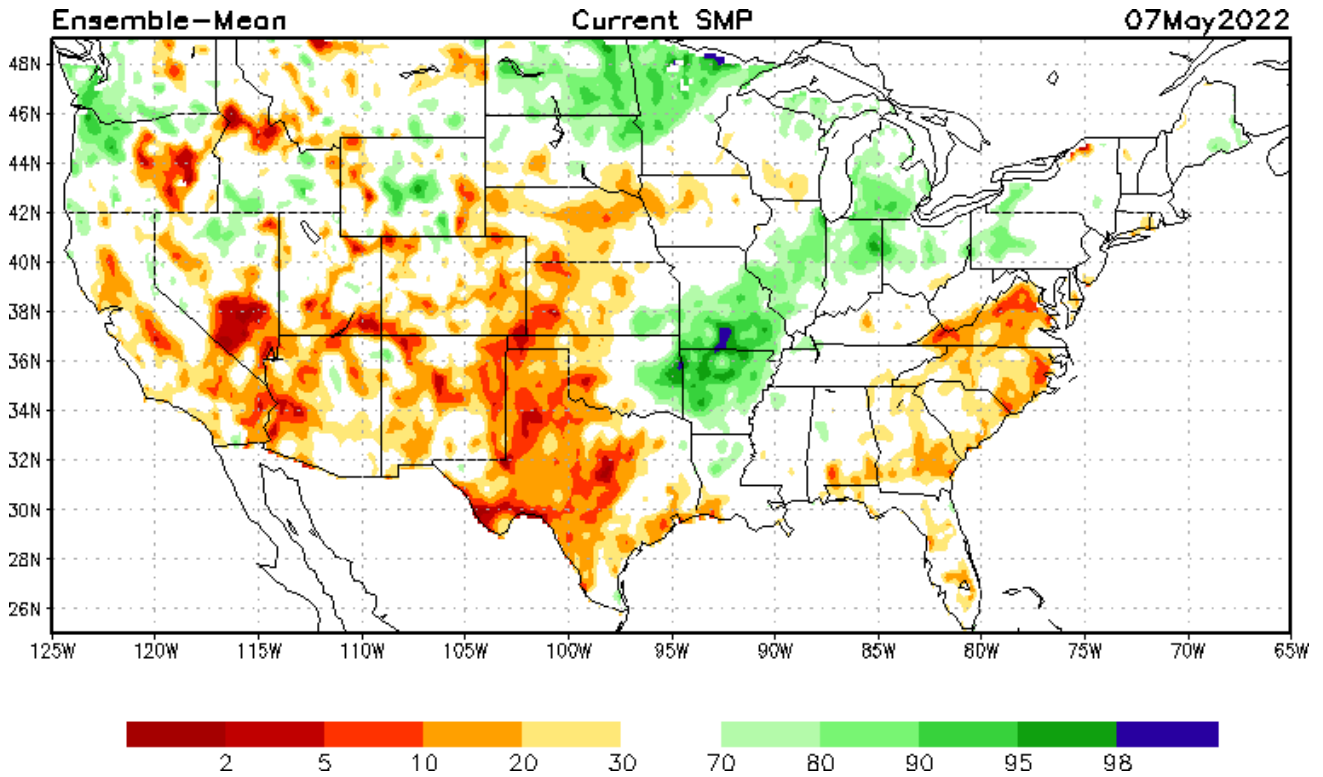 Ensemble-Mean Current SMP 07May2022
48N
46N
44N
42N
40N
38N
36N
34N
32N
30N
28N
26N
125W 120W 115W 110W 105W 100W 95W 90W 85W 80W 75W 70W 65W
2 5 10 20 30 70 80 90 95 98